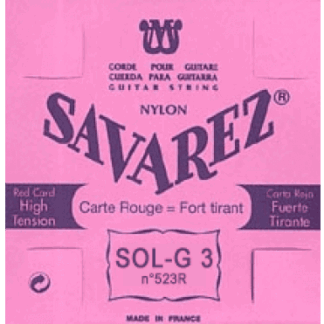 CORDE POUR GUITARE
CUERDA PARA GUITARRA
GUITAR STRING
NYLON
SAVAREZ®
Red Card
High
Tension
Carte Rouge = Fort tirant
Carta Roja
Fuerte
Tirante
SOL-G 3
n°523R
MADE IN FRANCE